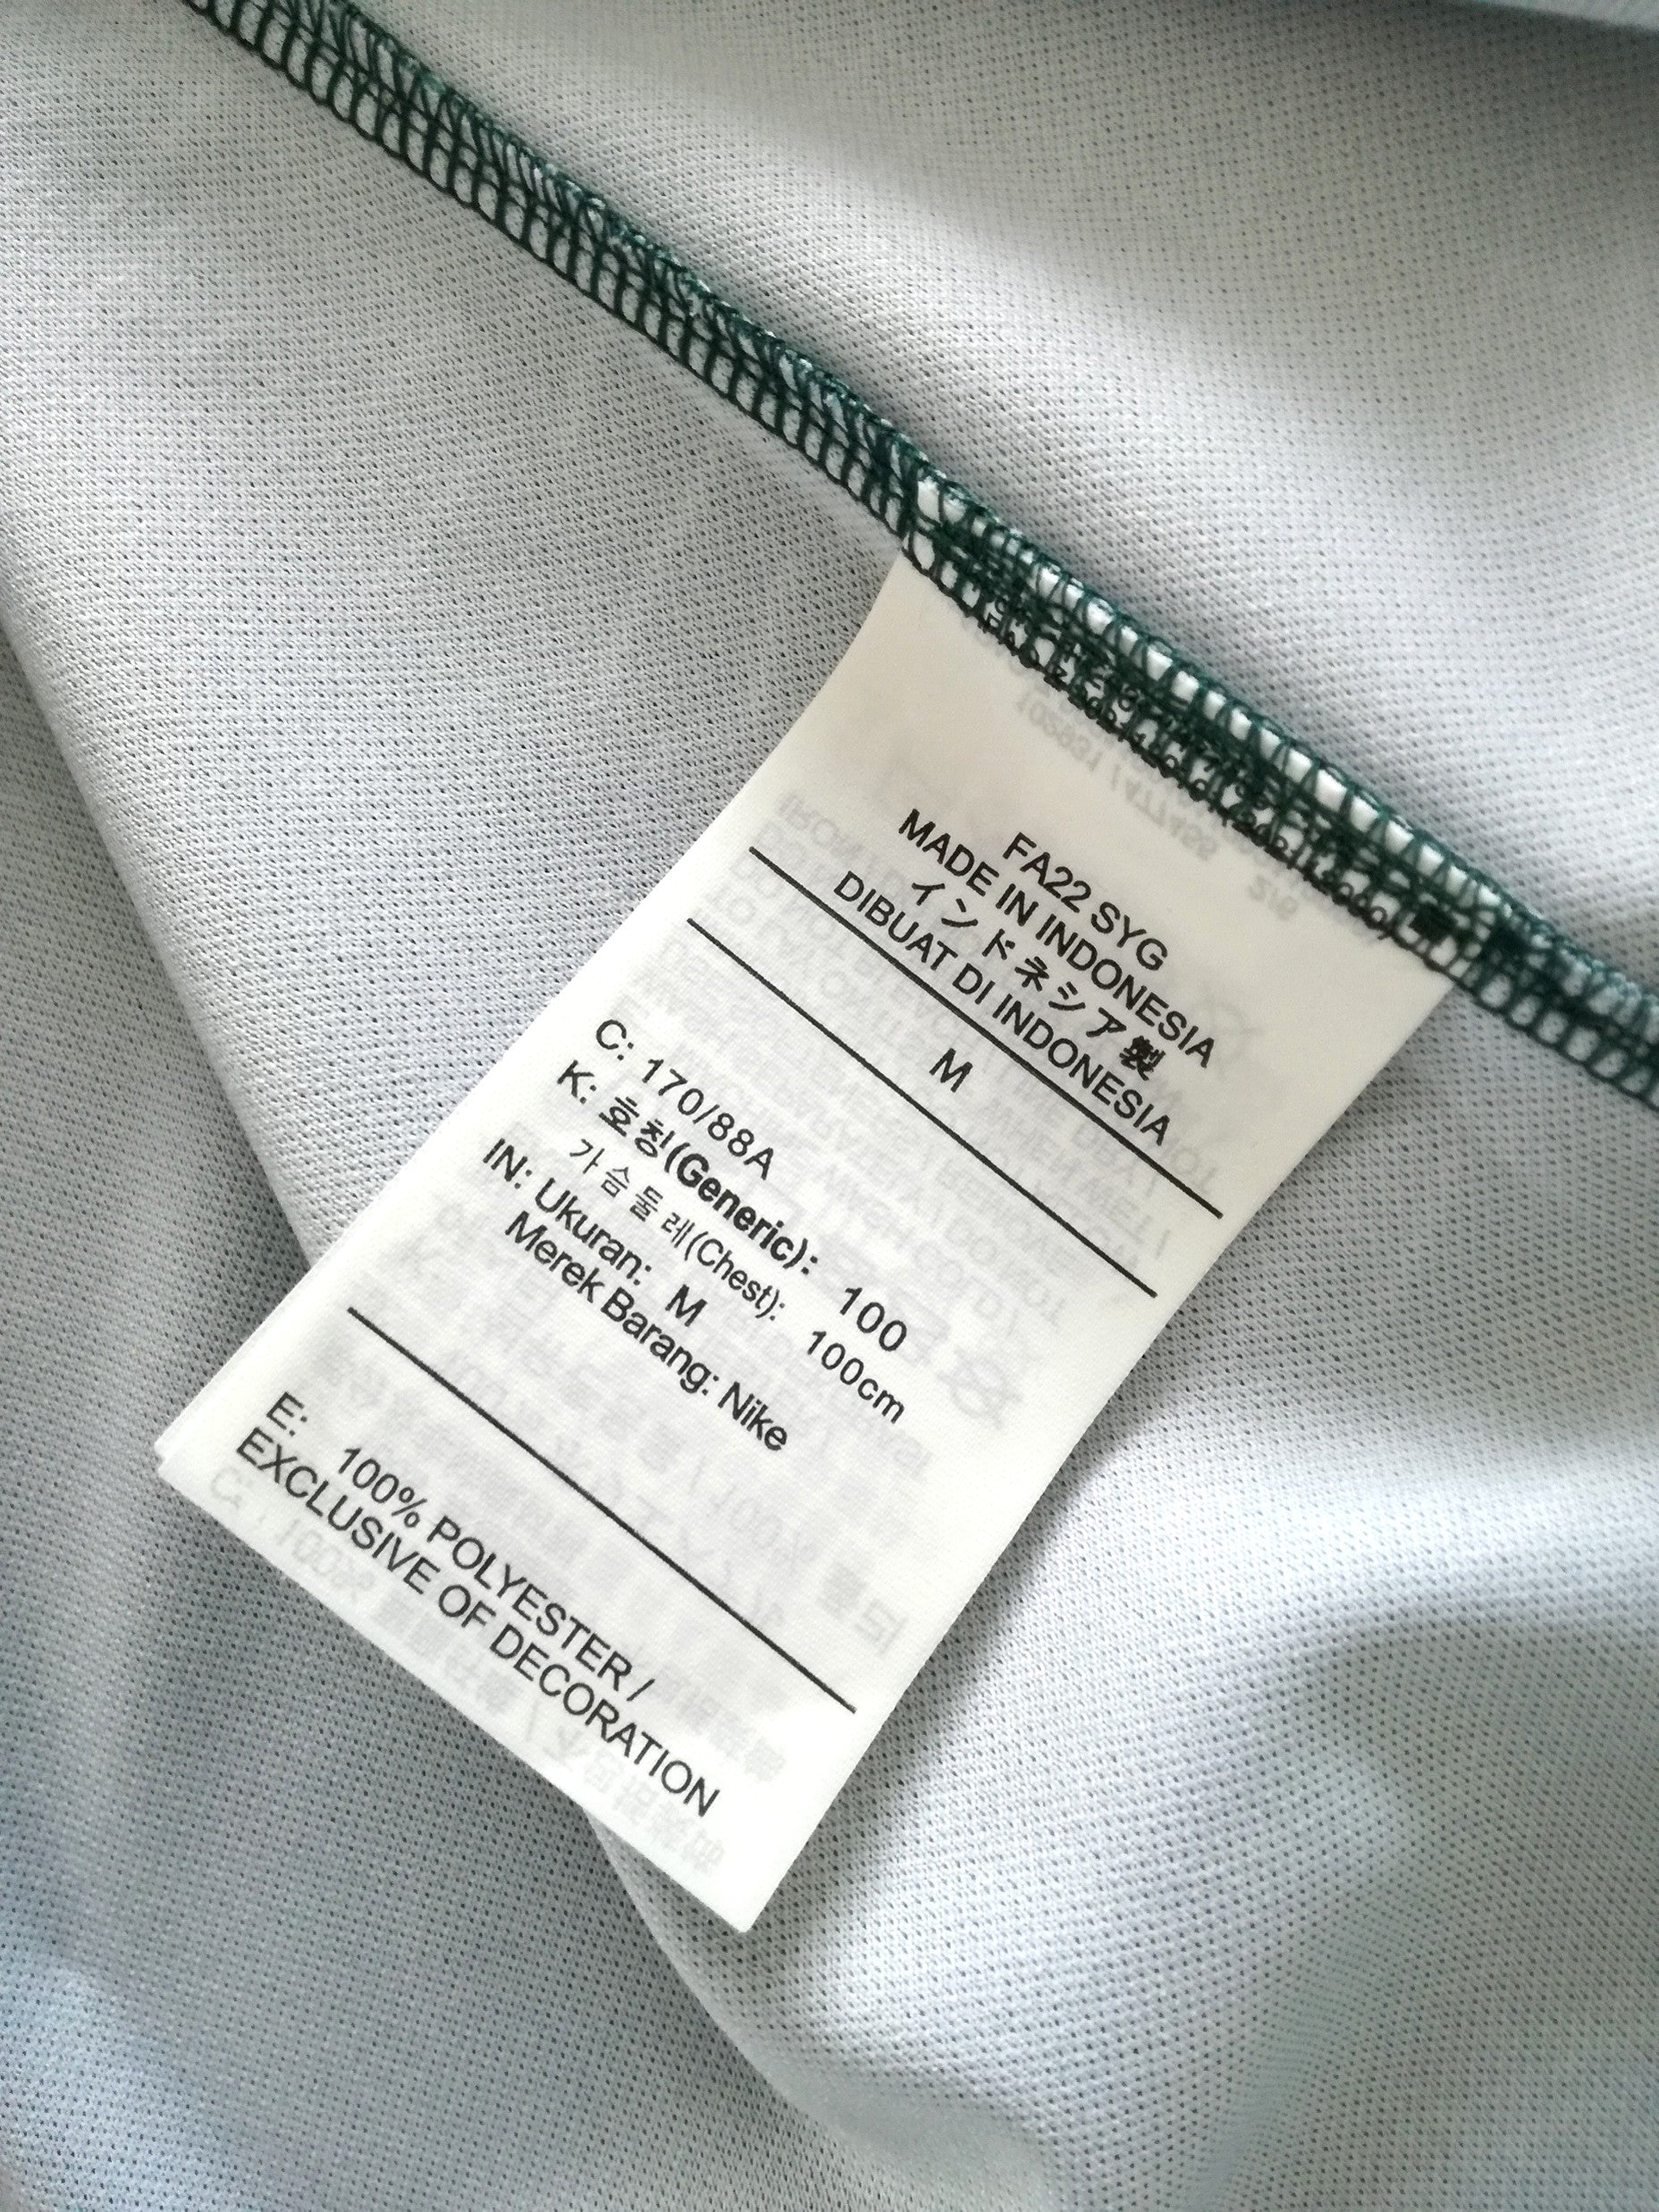 FA22 SYG
MADE IN INDONESIA
インドネシア製
DIBUAT DI INDONESIA
M
C: 170/88A
K: 호칭(Generic): 100
가슴둘레(Chest): 100cm
IN: Ukuran: M
Merek Barang: Nike
E: 100% POLYESTER /
EXCLUSIVE OF DECORATION